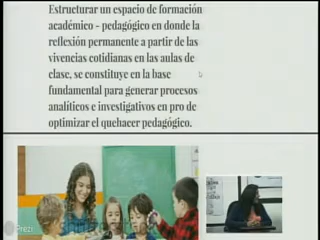 Estructurar un espacio de formación
académico - pedagógico en donde la
reflexión permanente a partir de las
vivencias cotidianas en las aulas de
clase, se constituye en la base
fundamental para generar procesos
analíticos e investigativos en pro de
optimizar el quehacer pedagógico.
Prezi